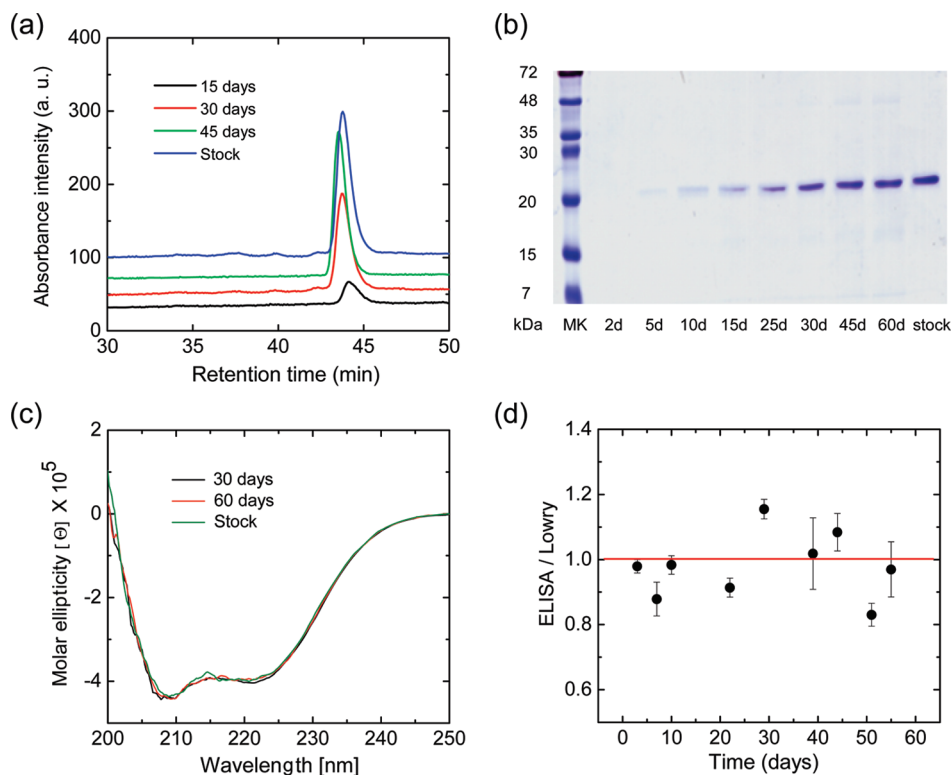 (a)
400
300
200
100
0
Absorbance intensity (a. u.)
15 days
30 days
45 days
Stock
30 35 40 45 50
Retention time (min)
(b)
72
48
35
30
20
15
7
kDa MK 2d 5d 10d 15d 25d 30d 45d 60d stock
(c)
2
0
-2
-4
Molar ellipticity [Θ] X 10⁵
30 days
60 days
Stock
200 210 220 230 240 250
Wavelength [nm]
(d)
1.4
1.2
1.0
0.8
0.6
ELISA / Lowry
0 10 20 30 40 50 60
Time (days)